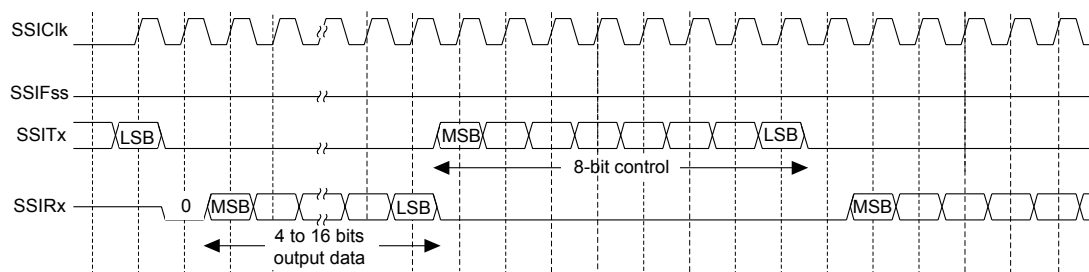 SSIClk
SSIFss
SSITx
LSB
MSB
LSB
8-bit control
SSIRx
0
MSB
LSB
MSB
4 to 16 bits
output data